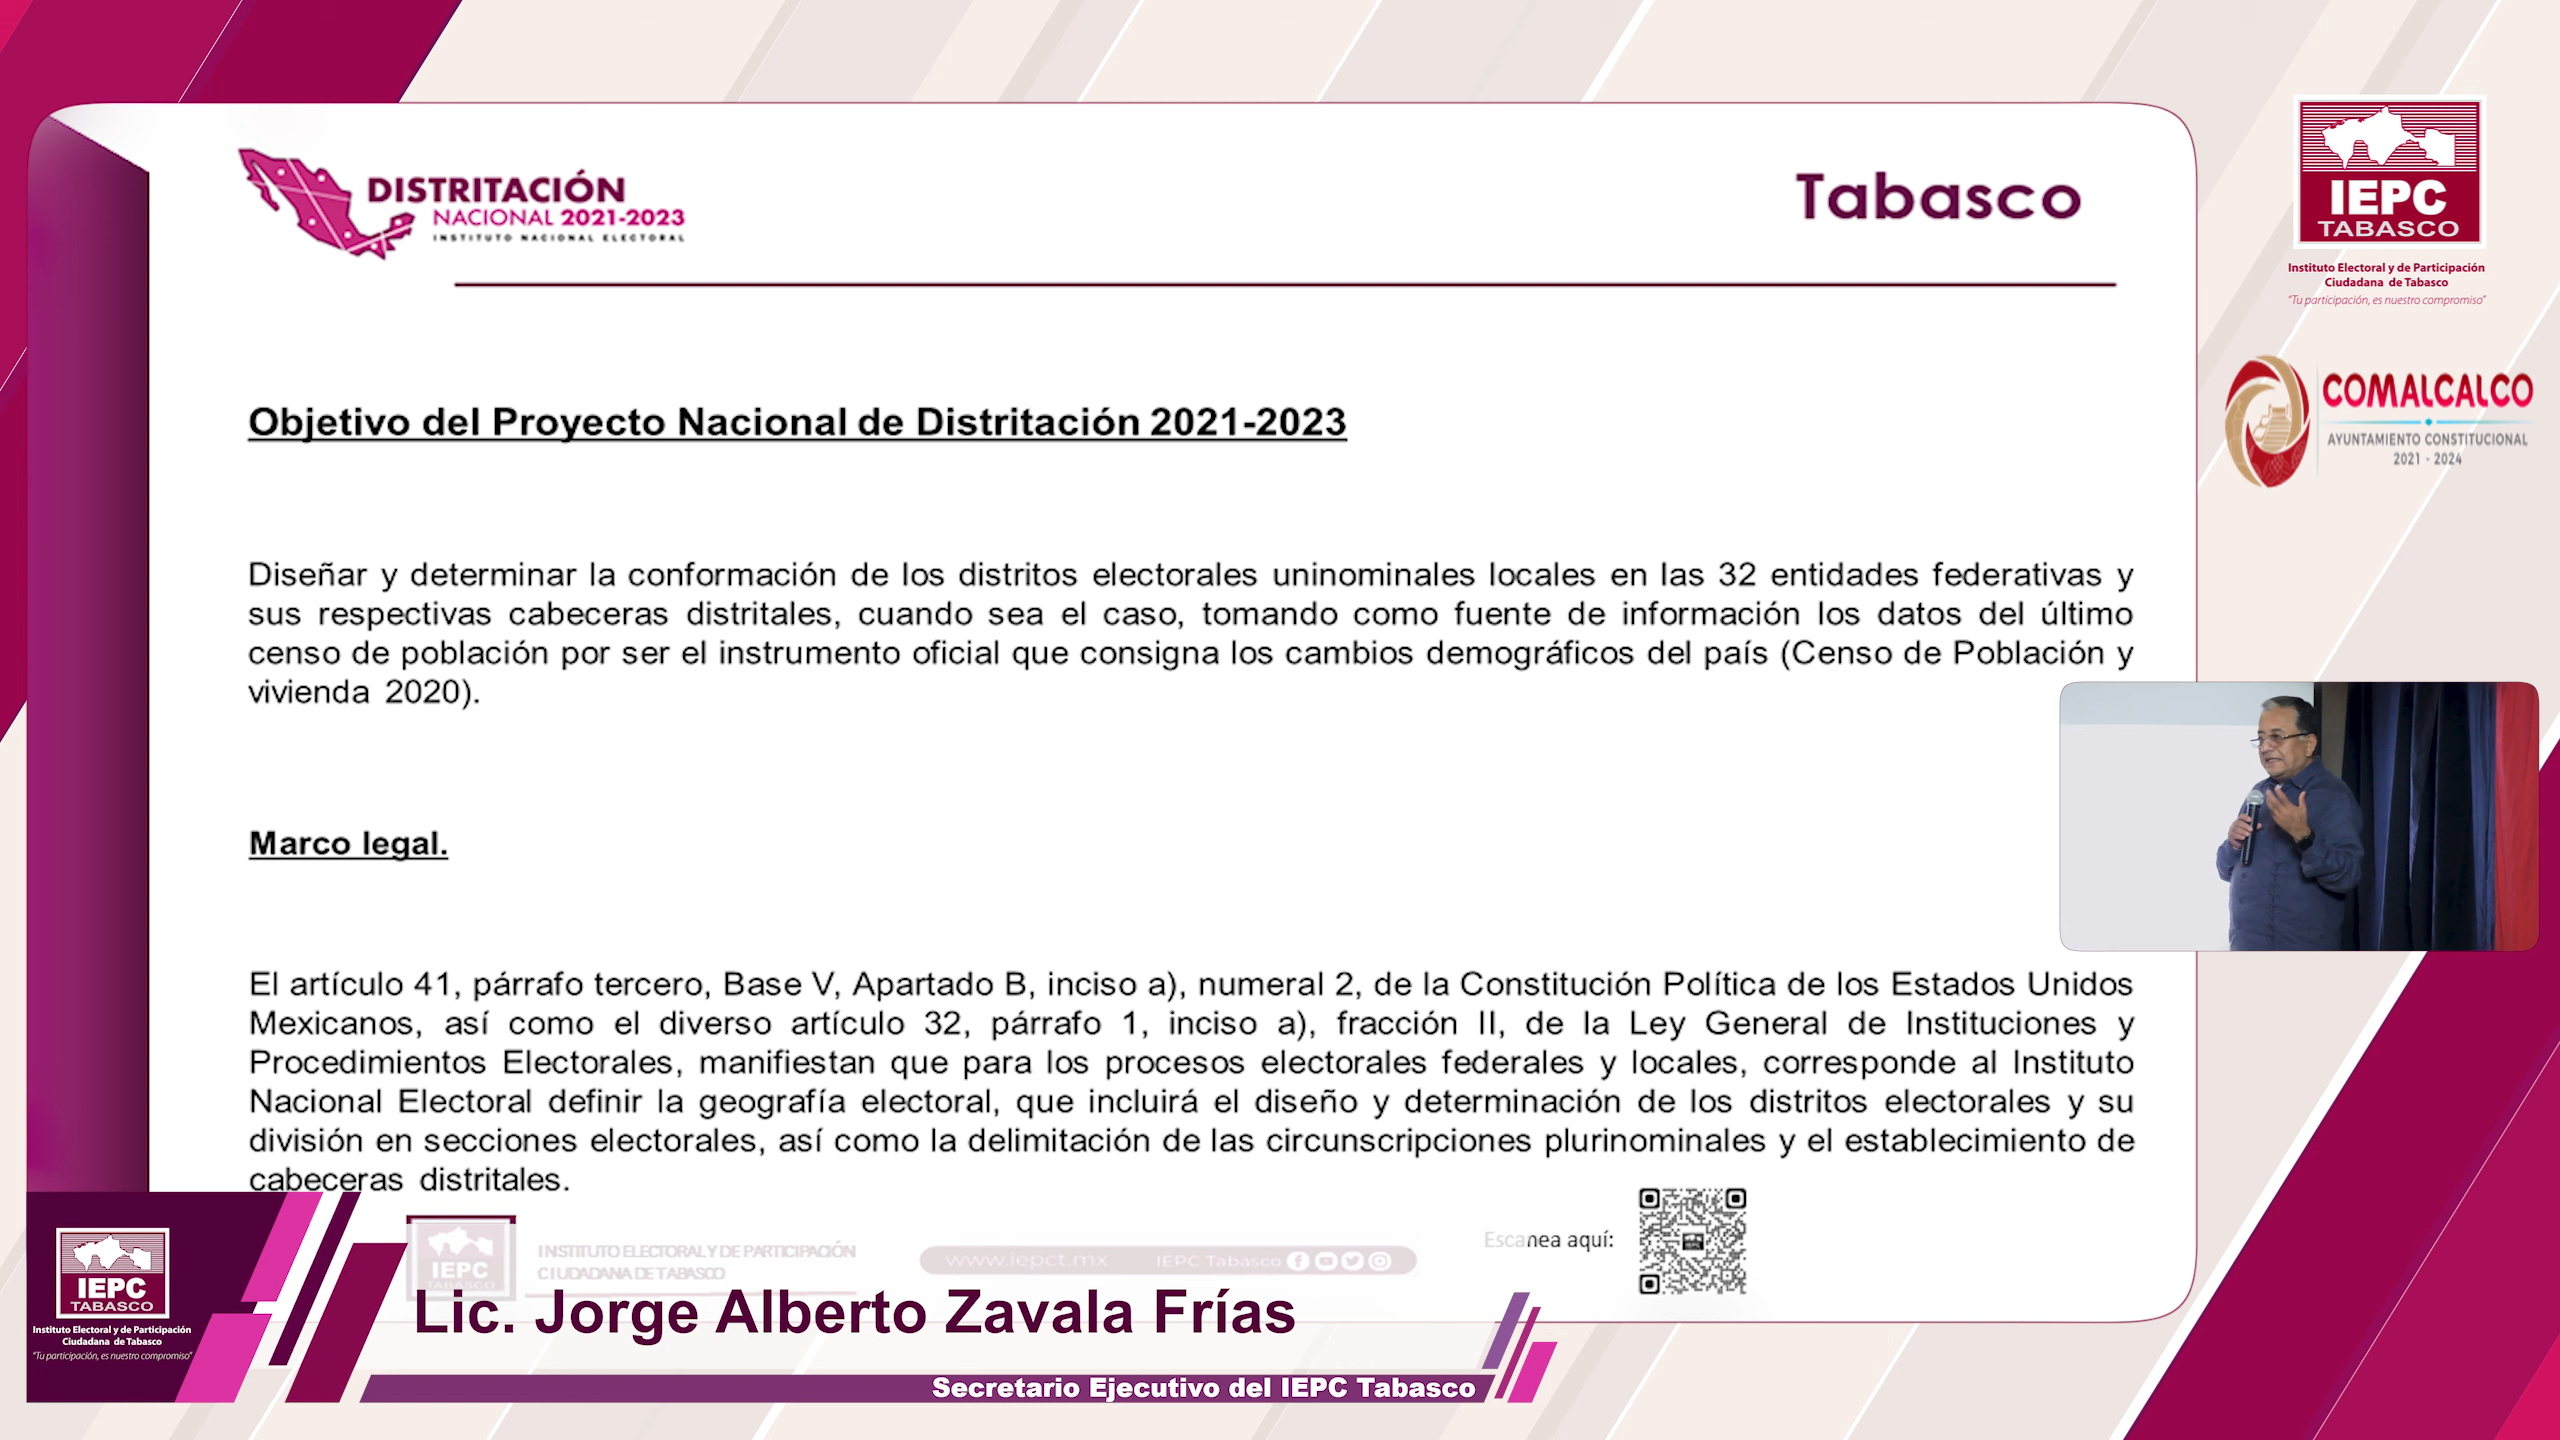 DISTRITACIÓN
NACIONAL 2021-2023
INSTITUTO NACIONAL ELECTORAL
Tabasco
IEPC
TABASCO
Instituto Electoral y de Participación
Ciudadana de Tabasco
"Tu participación, es nuestro compromiso"
COMALCALCO
AYUNTAMIENTO CONSTITUCIONAL
2021 - 2024
Objetivo del Proyecto Nacional de Distritación 2021-2023
Diseñar y determinar la conformación de los distritos electorales uninominales locales en las 32 entidades federativas y
sus respectivas cabeceras distritales, cuando sea el caso, tomando como fuente de información los datos del último
censo de población por ser el instrumento oficial que consigna los cambios demográficos del país (Censo de Población y
vivienda 2020).
Marco legal.
El artículo 41, párrafo tercero, Base V, Apartado B, inciso a), numeral 2, de la Constitución Política de los Estados Unidos
Mexicanos, así como el diverso artículo 32, párrafo 1, inciso a), fracción II, de la Ley General de Instituciones y
Procedimientos Electorales, manifiestan que para los procesos electorales federales y locales, corresponde al Instituto
Nacional Electoral definir la geografía electoral, que incluirá el diseño y determinación de los distritos electorales y su
división en secciones electorales, así como la delimitación de las circunscripciones plurinominales y el establecimiento de
cabeceras distritales.
IEPC
TABASCO
INSTITUTO ELECTORAL Y DE PARTICIPACIÓN
CIUDADANA DE TABASCO
www.iepct.mx IEPC Tabasco
Escanea aquí:
IEPC
TABASCO
Instituto Electoral y de Participación
Ciudadana de Tabasco
"Tu participación, es nuestro compromiso"
Lic. Jorge Alberto Zavala Frías
Secretario Ejecutivo del IEPC Tabasco